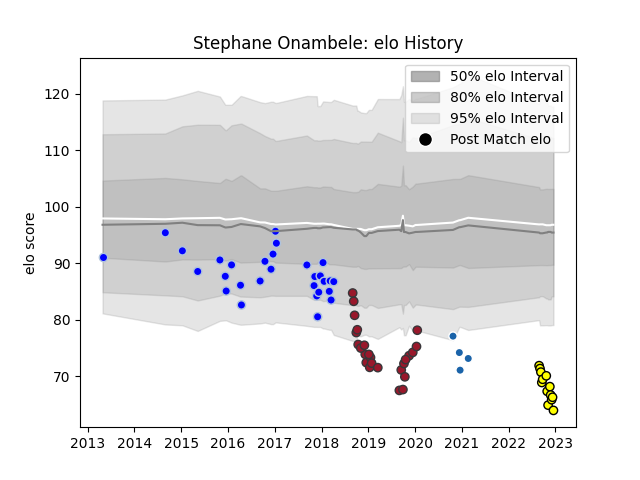 Stephane Onambele: elo History
50% elo Interval
80% elo Interval
95% elo Interval
Post Match elo
elo score
120
110
100
90
80
70
2013 2014 2015 2016 2017 2018 2019 2020 2021 2022 2023